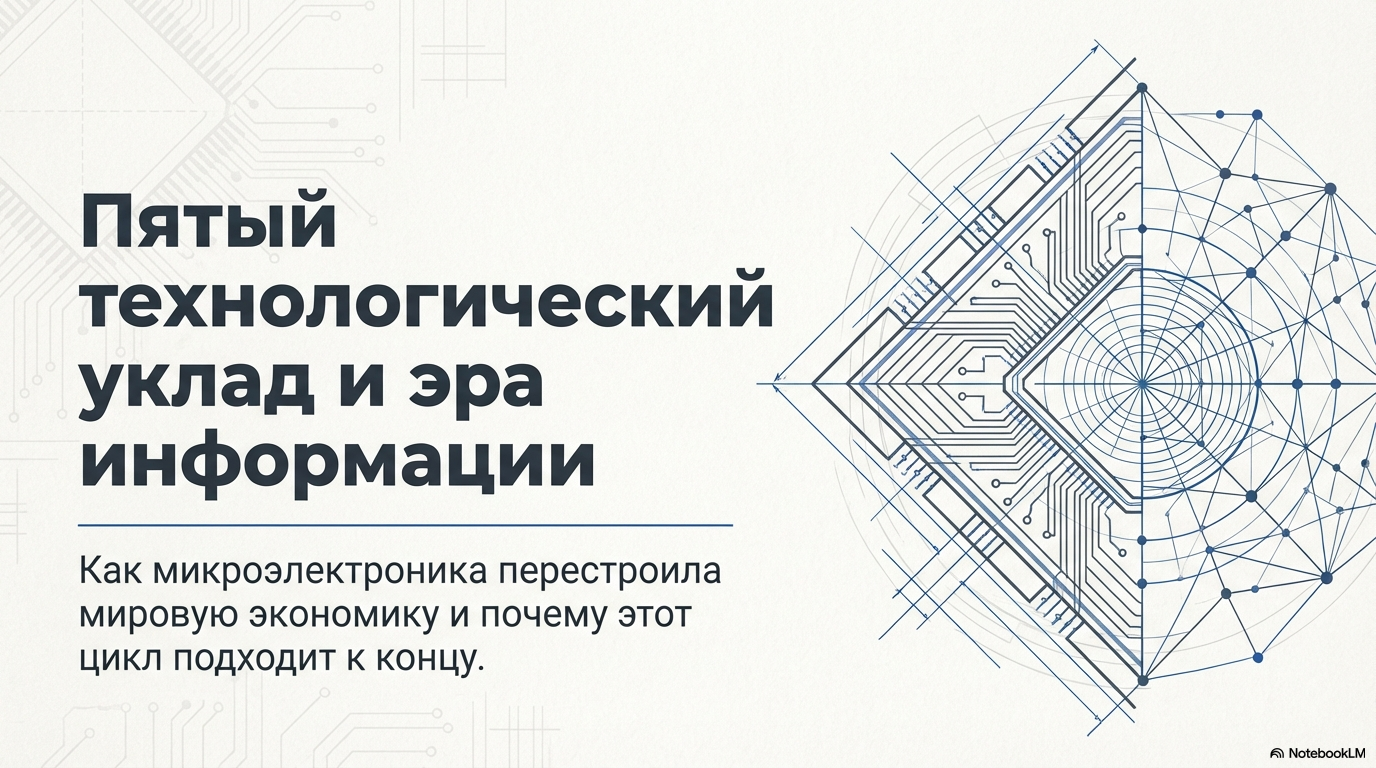 Пятый
технологический
уклад и эра
информации
Как микроэлектроника перестроила
мировую экономику и почему этот
цикл подходит к концу.
NotebookLM